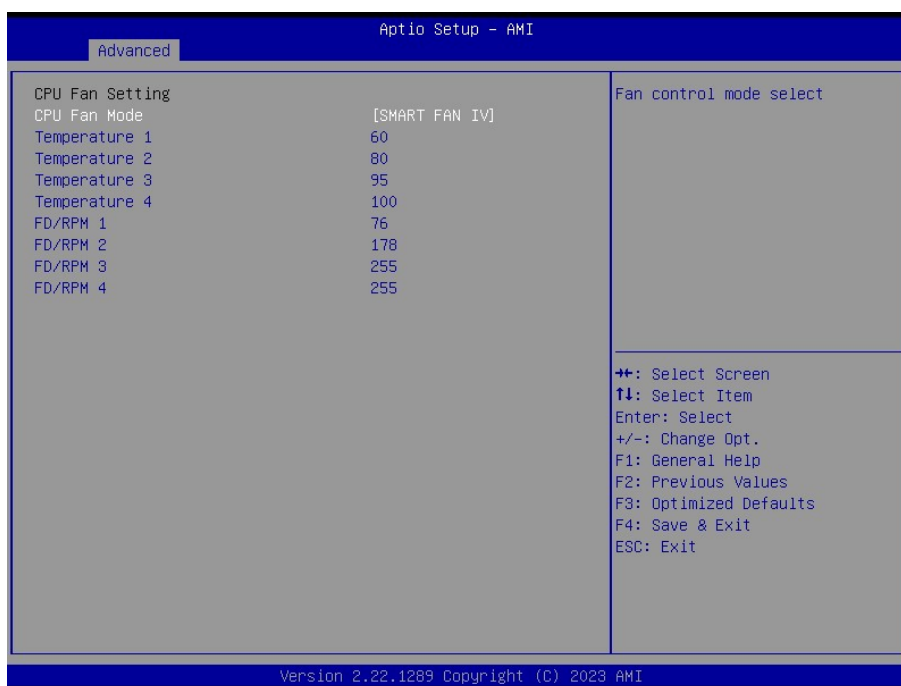 Aptio Setup – AMI
Advanced
CPU Fan Setting
CPU Fan Mode [SMART FAN IV]
Temperature 1 60
Temperature 2 80
Temperature 3 95
Temperature 4 100
FD/RPM 1 76
FD/RPM 2 178
FD/RPM 3 255
FD/RPM 4 255
Fan control mode select
→←: Select Screen
↑↓: Select Item
Enter: Select
+/-: Change Opt.
F1: General Help
F2: Previous Values
F3: Optimized Defaults
F4: Save & Exit
ESC: Exit
Version 2.22.1289 Copyright (C) 2023 AMI